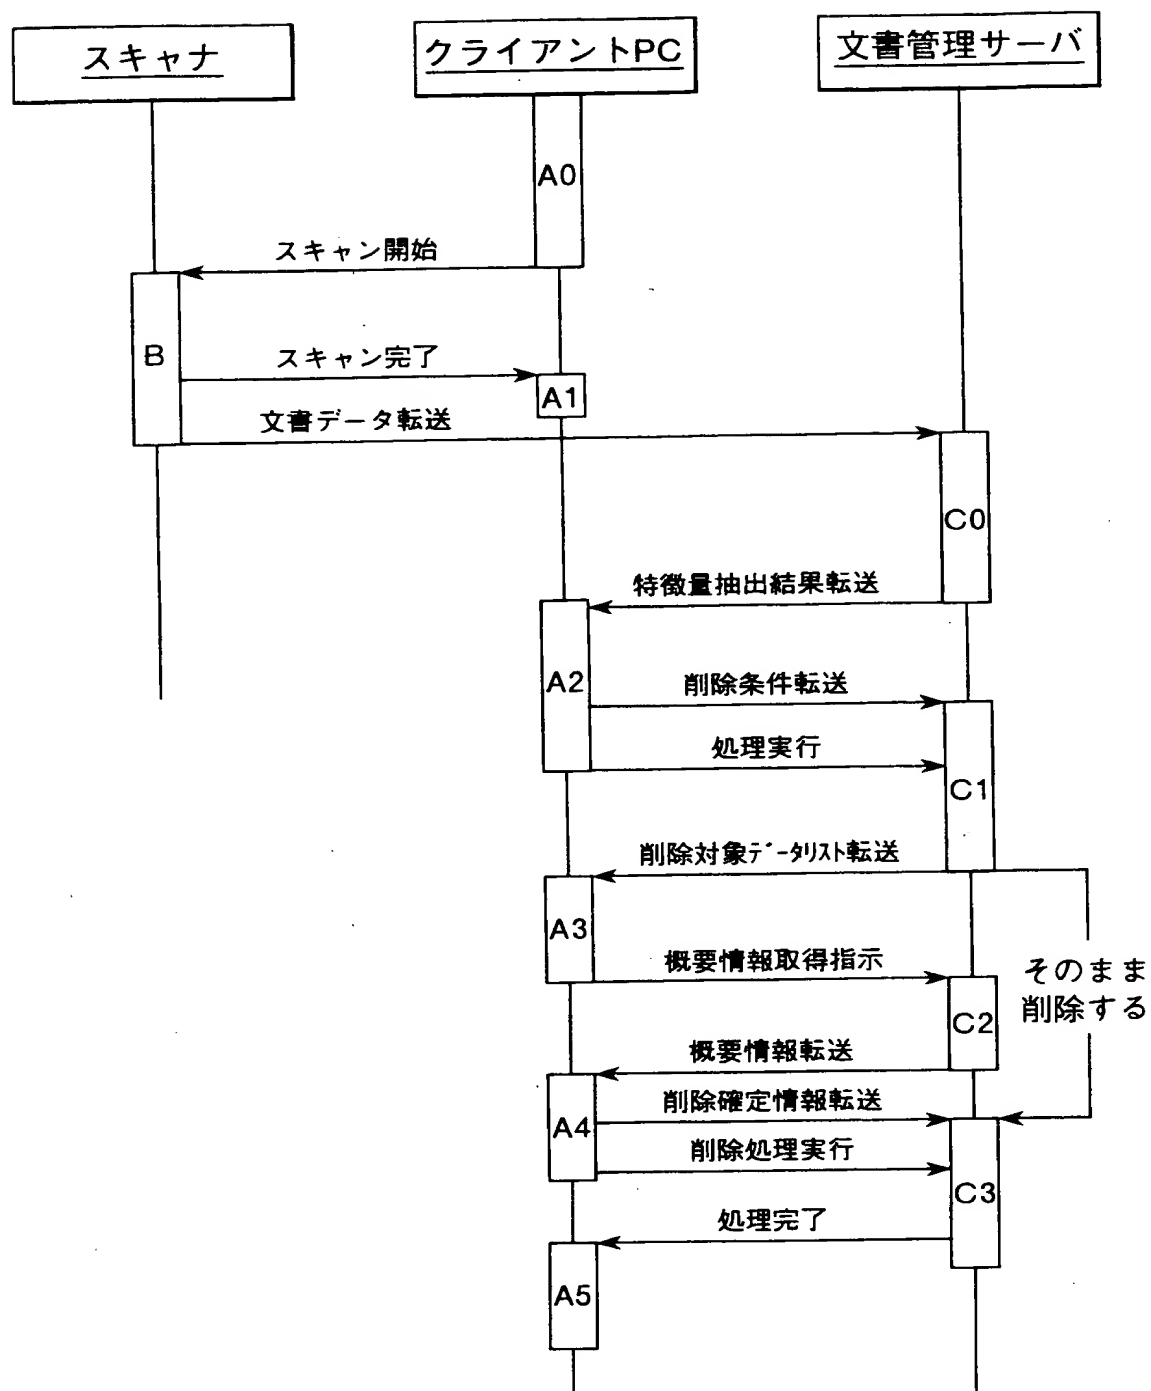 スキャナ
クライアントPC
文書管理サーバ
A0
スキャン開始
B
スキャン完了
A1
文書データ転送
C0
特徴量抽出結果転送
A2
削除条件転送
処理実行
C1
削除対象ﾃﾞｰﾀﾘｽﾄ転送
A3
概要情報取得指示
そのまま
削除する
C2
概要情報転送
削除確定情報転送
A4
削除処理実行
C3
処理完了
A5